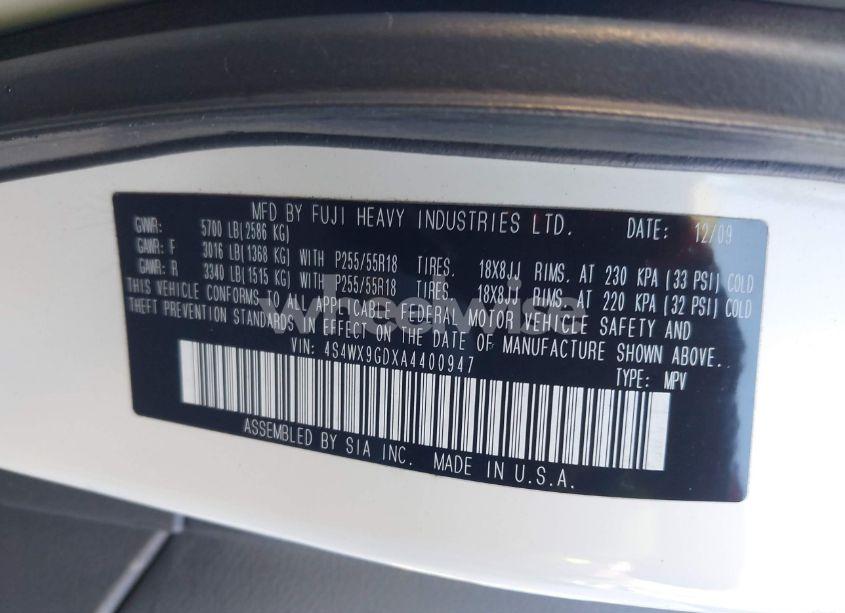 MFD BY FUJI HEAVY INDUSTRIES LTD. DATE: 12/09
GVWR: 5700 LB(2586 KG)
GAWR: F 3016 LB(1368 KG) WITH P255/55R18 TIRES. 18X8JJ RIMS. AT 230 KPA (33 PSI) COLD
GAWR: R 3340 LB(1515 KG) WITH P255/55R18 TIRES. 18X8JJ RIMS. AT 220 KPA (32 PSI) COLD
THIS VEHICLE CONFORMS TO ALL APPLICABLE FEDERAL MOTOR VEHICLE SAFETY AND
THEFT PREVENTION STANDARDS IN EFFECT ON THE DATE OF MANUFACTURE SHOWN ABOVE..
VIN: 4S4WX9GDXA4400947 TYPE: MPV
ASSEMBLED BY SIA INC. MADE IN U.S.A.
wheelwise